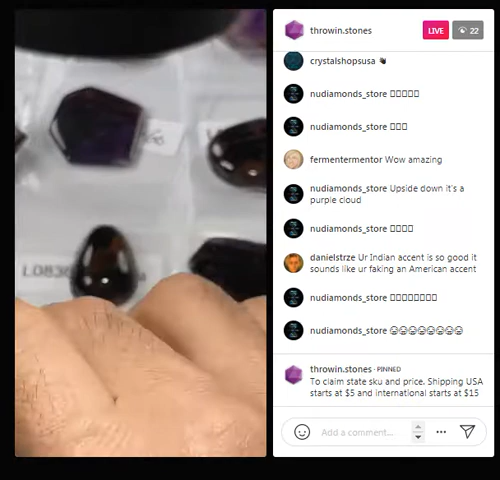 throwin.stones
LIVE
22
crystalshopsusa
nudiamonds_store
nudiamonds_store
fermentermentor Wow amazing
nudiamonds_store Upside down it's a
purple cloud
nudiamonds_store
danielstrze Ur Indian accent is so good it
sounds like ur faking an American accent
nudiamonds_store
nudiamonds_store 😭😭😭😭😭😭😭😭
throwin.stones · PINNED
To claim state sku and price. Shipping USA
starts at $5 and international starts at $15
Add a comment...